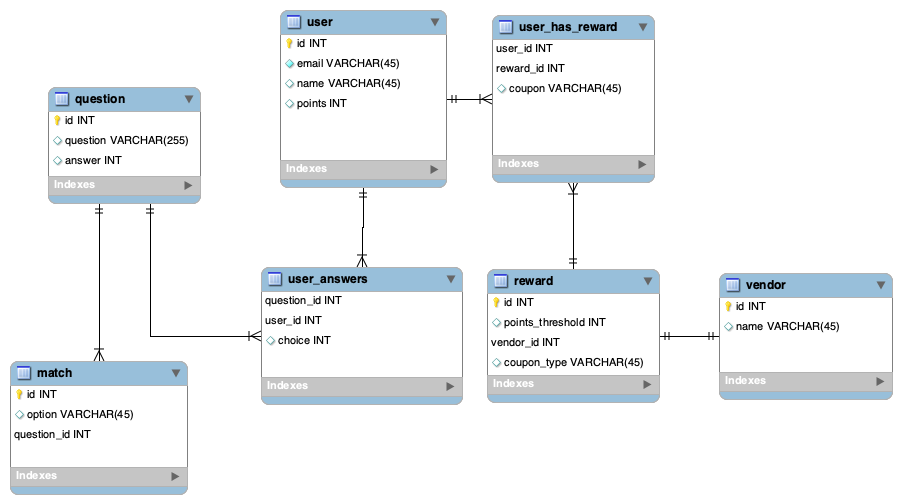 user
id INT
email VARCHAR(45)
name VARCHAR(45)
points INT
Indexes
user_has_reward
user_id INT
reward_id INT
coupon VARCHAR(45)
Indexes
question
id INT
question VARCHAR(255)
answer INT
Indexes
user_answers
question_id INT
user_id INT
choice INT
Indexes
reward
id INT
points_threshold INT
vendor_id INT
coupon_type VARCHAR(45)
Indexes
vendor
id INT
name VARCHAR(45)
Indexes
match
id INT
option VARCHAR(45)
question_id INT
Indexes